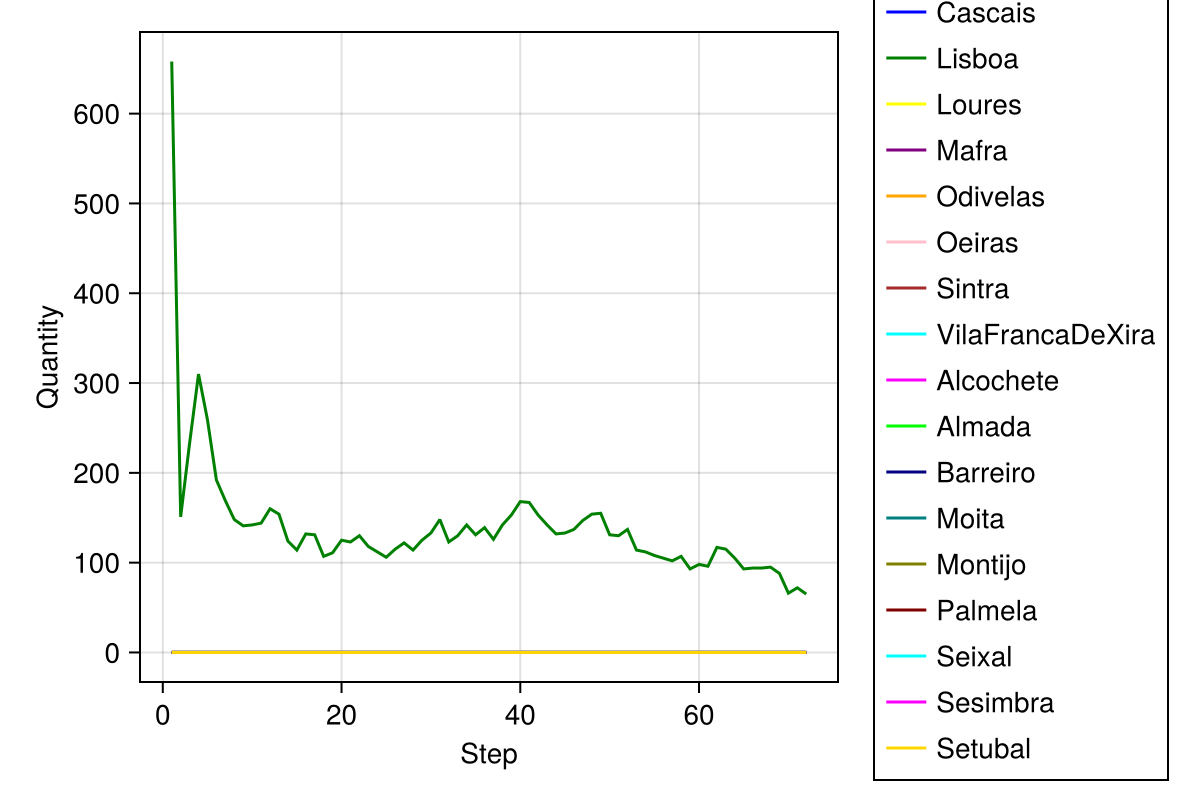 Quantity
600
500
400
300
200
100
0
0 20 40 60
Step
Cascais
Lisboa
Loures
Mafra
Odivelas
Oeiras
Sintra
VilaFrancaDeXira
Alcochete
Almada
Barreiro
Moita
Montijo
Palmela
Seixal
Sesimbra
Setubal